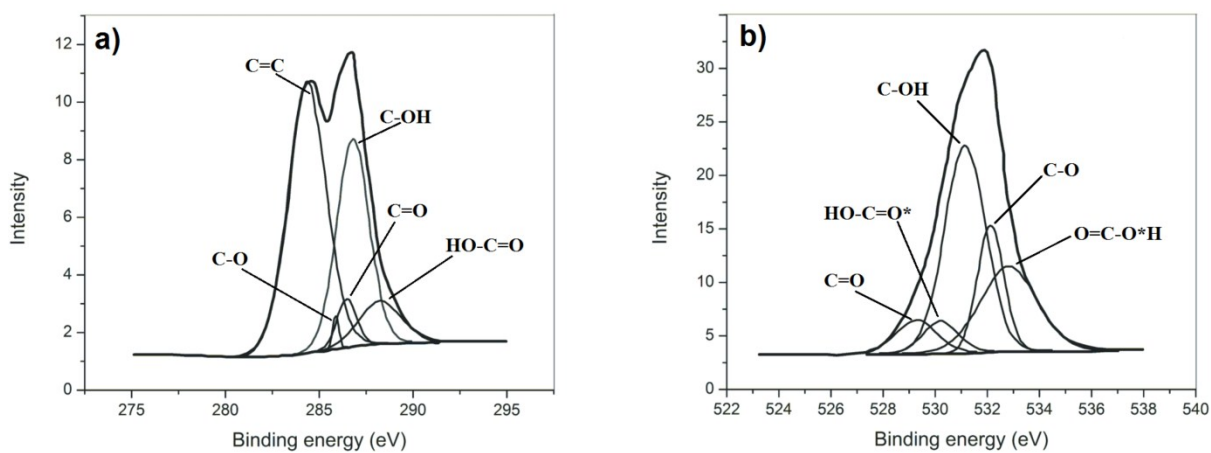 a)
C=C
C-OH
C=O
C-O
HO-C=O
Intensity
12
10
8
6
4
2
0
275
280
285
290
295
Binding energy (eV)
b)
C-OH
C-O
HO-C=O*
O=C-O*H
C=O
Intensity
35
30
25
20
15
10
5
0
522
524
526
528
530
532
534
536
538
540
Binding energy (eV)